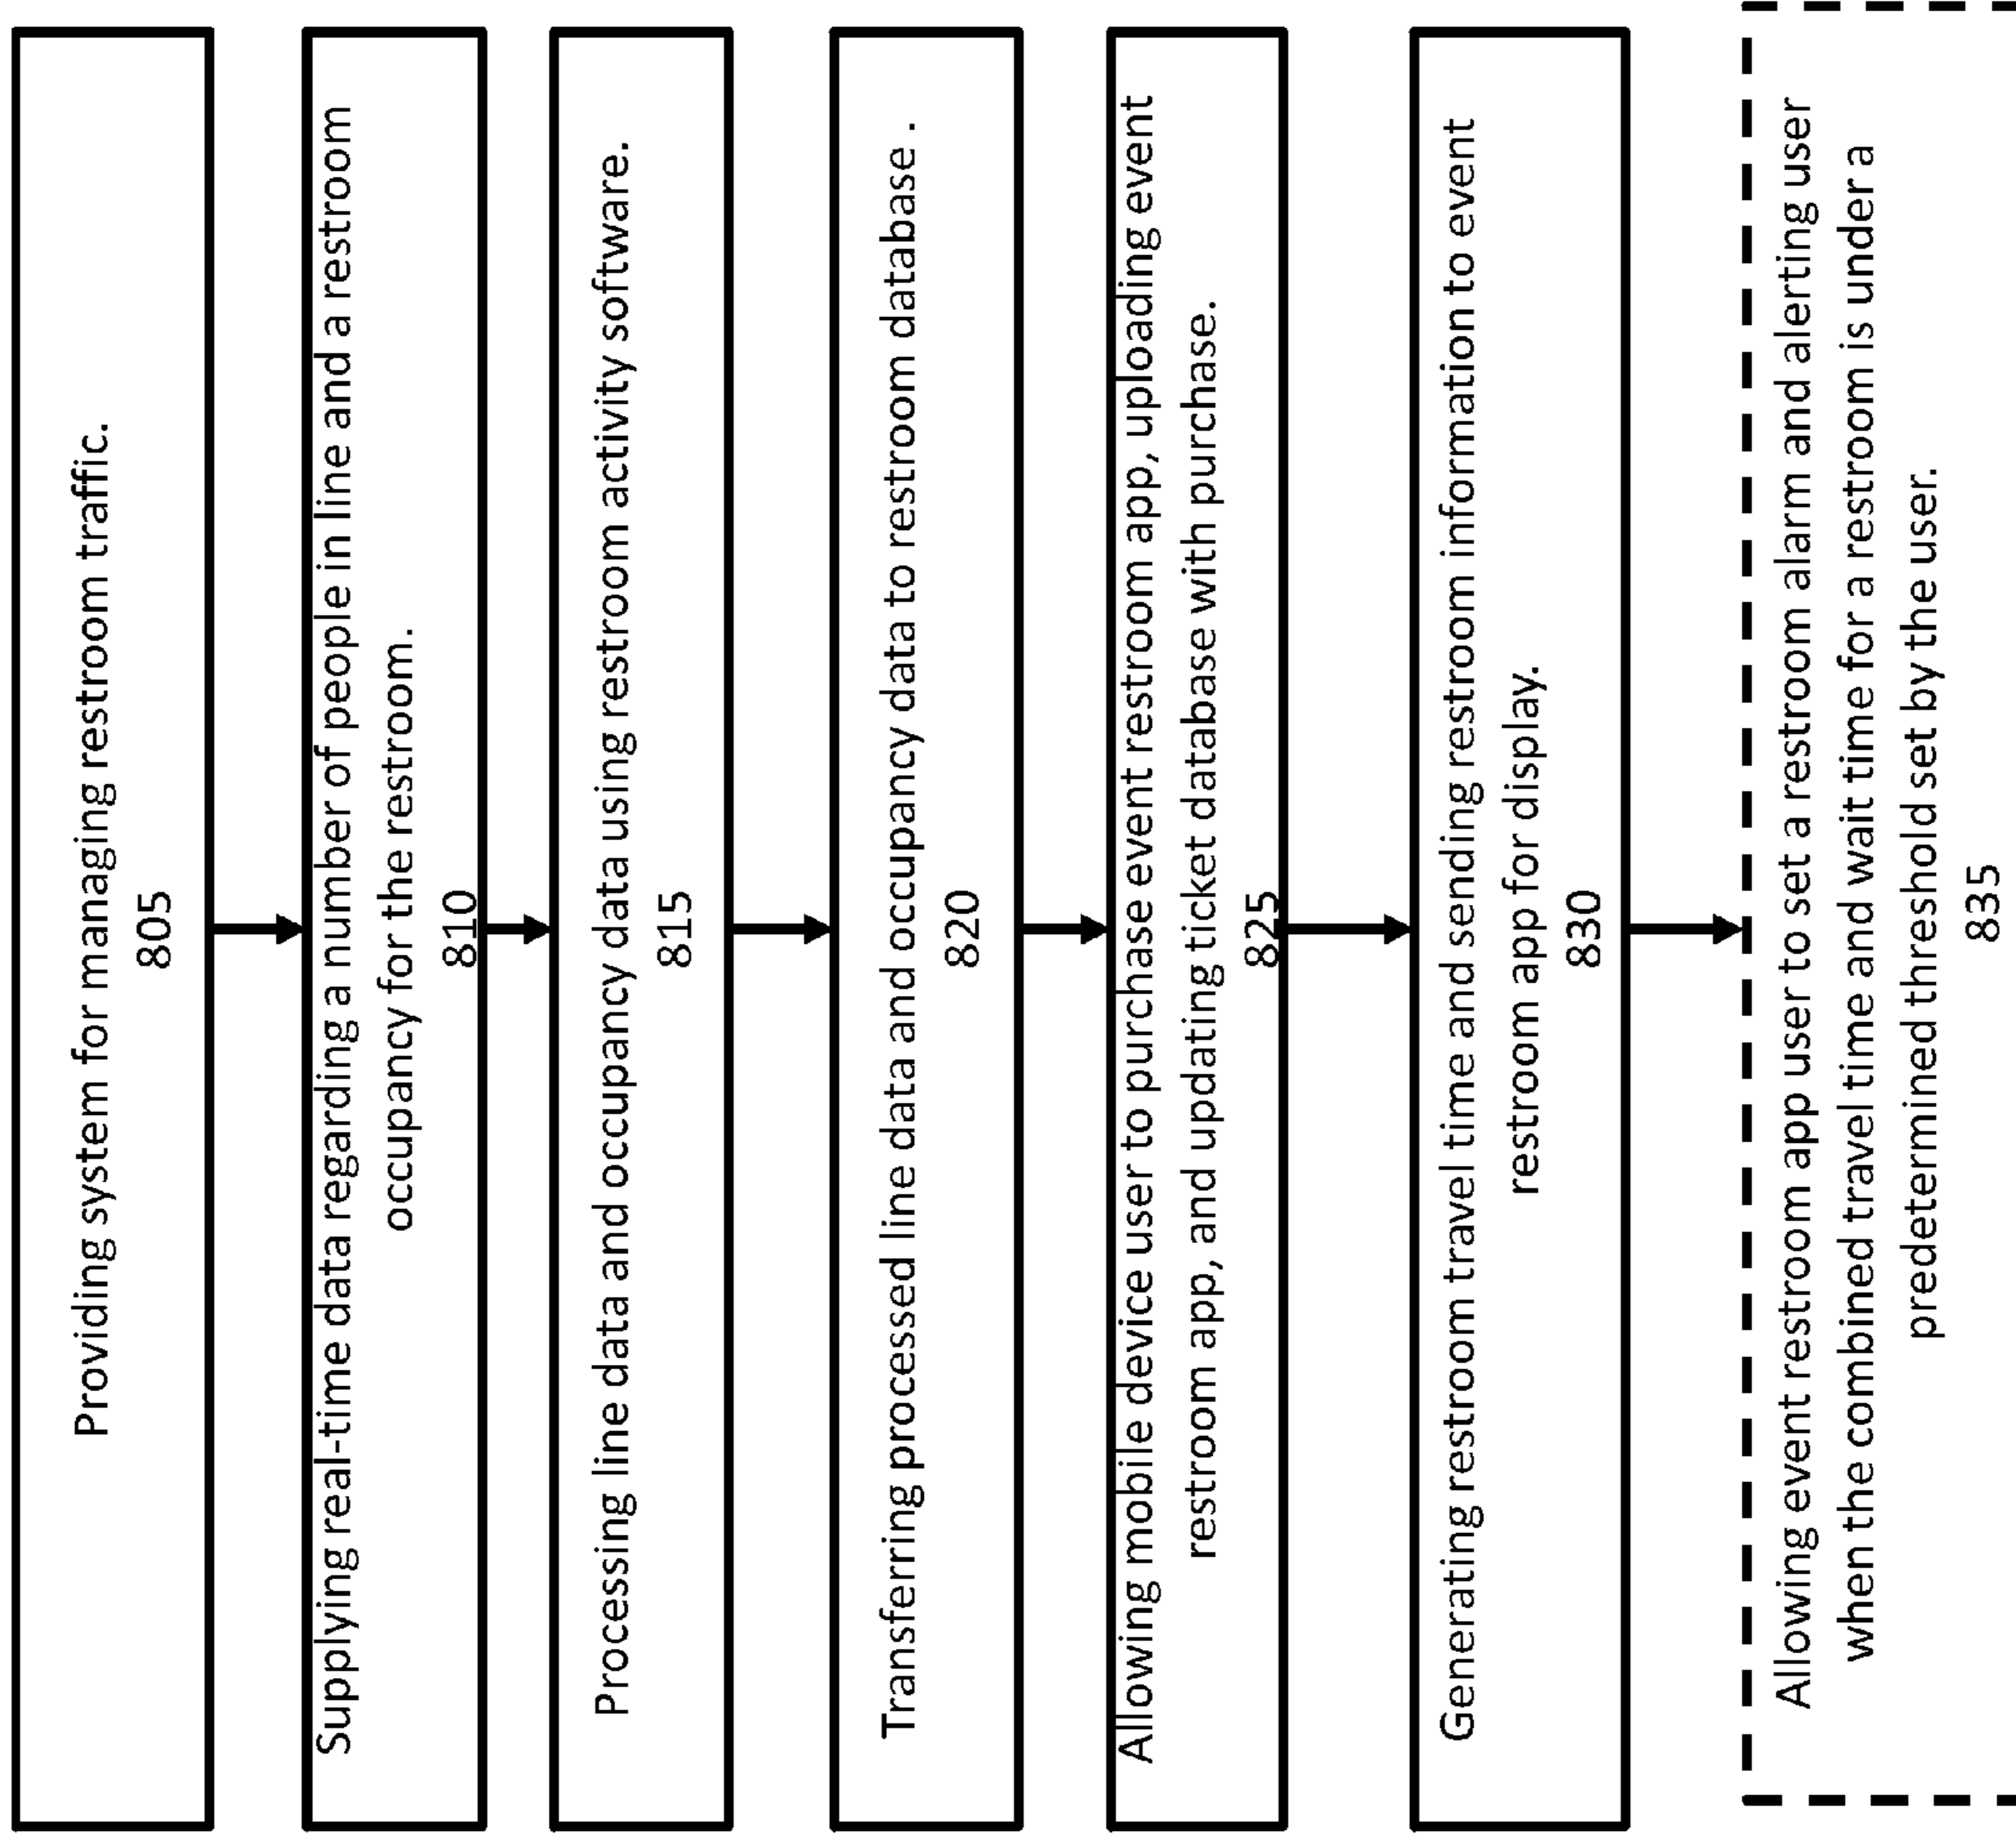 Providing system for managing restroom traffic.
805
Supplying real-time data regarding a number of people in line and a restroom
occupancy for the restroom.
810
Processing line data and occupancy data using restroom activity software.
815
Transferring processed line data and occupancy data to restroom database .
820
Allowing mobile device user to purchase event restroom app, uploading event
restroom app, and updating ticket database with purchase.
825
Generating restroom travel time and sending restroom information to event
restroom app for display.
830
Allowing event restroom app user to set a restroom alarm and alerting user
when the combined travel time and wait time for a restroom is under a
predetermined threshold set by the user.
835